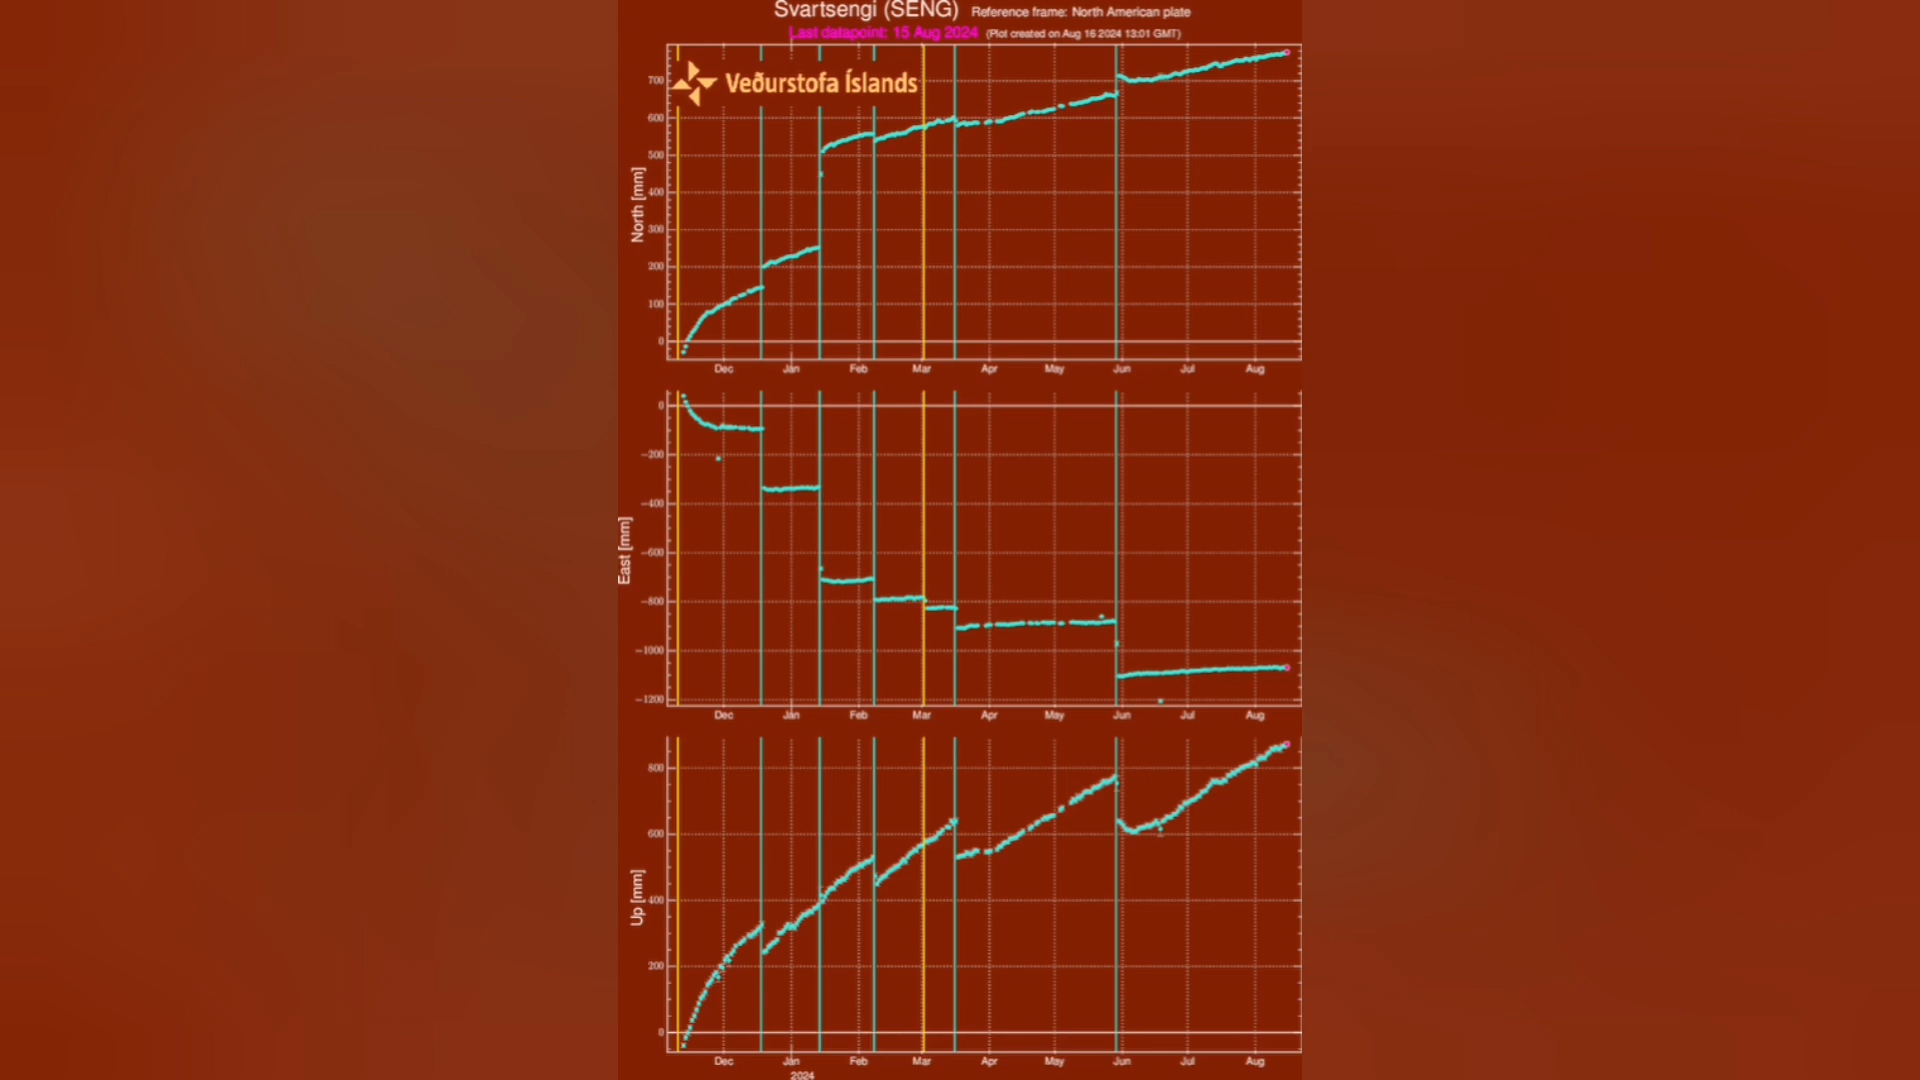 Svartsengi (SENG) Reference frame: North American plate
Last datapoint: 15 Aug 2024 (Plot created on Aug 16 2024 13:01 GMT)
Veðurstofa Íslands
North [mm]
700
600
500
400
300
200
100
0
Dec Jan Feb Mar Apr May Jun Jul Aug
East [mm]
0
−200
−400
−600
−800
−1000
−1200
Dec Jan Feb Mar Apr May Jun Jul Aug
Up [mm]
800
600
400
200
0
Dec Jan Feb Mar Apr May Jun Jul Aug
2024